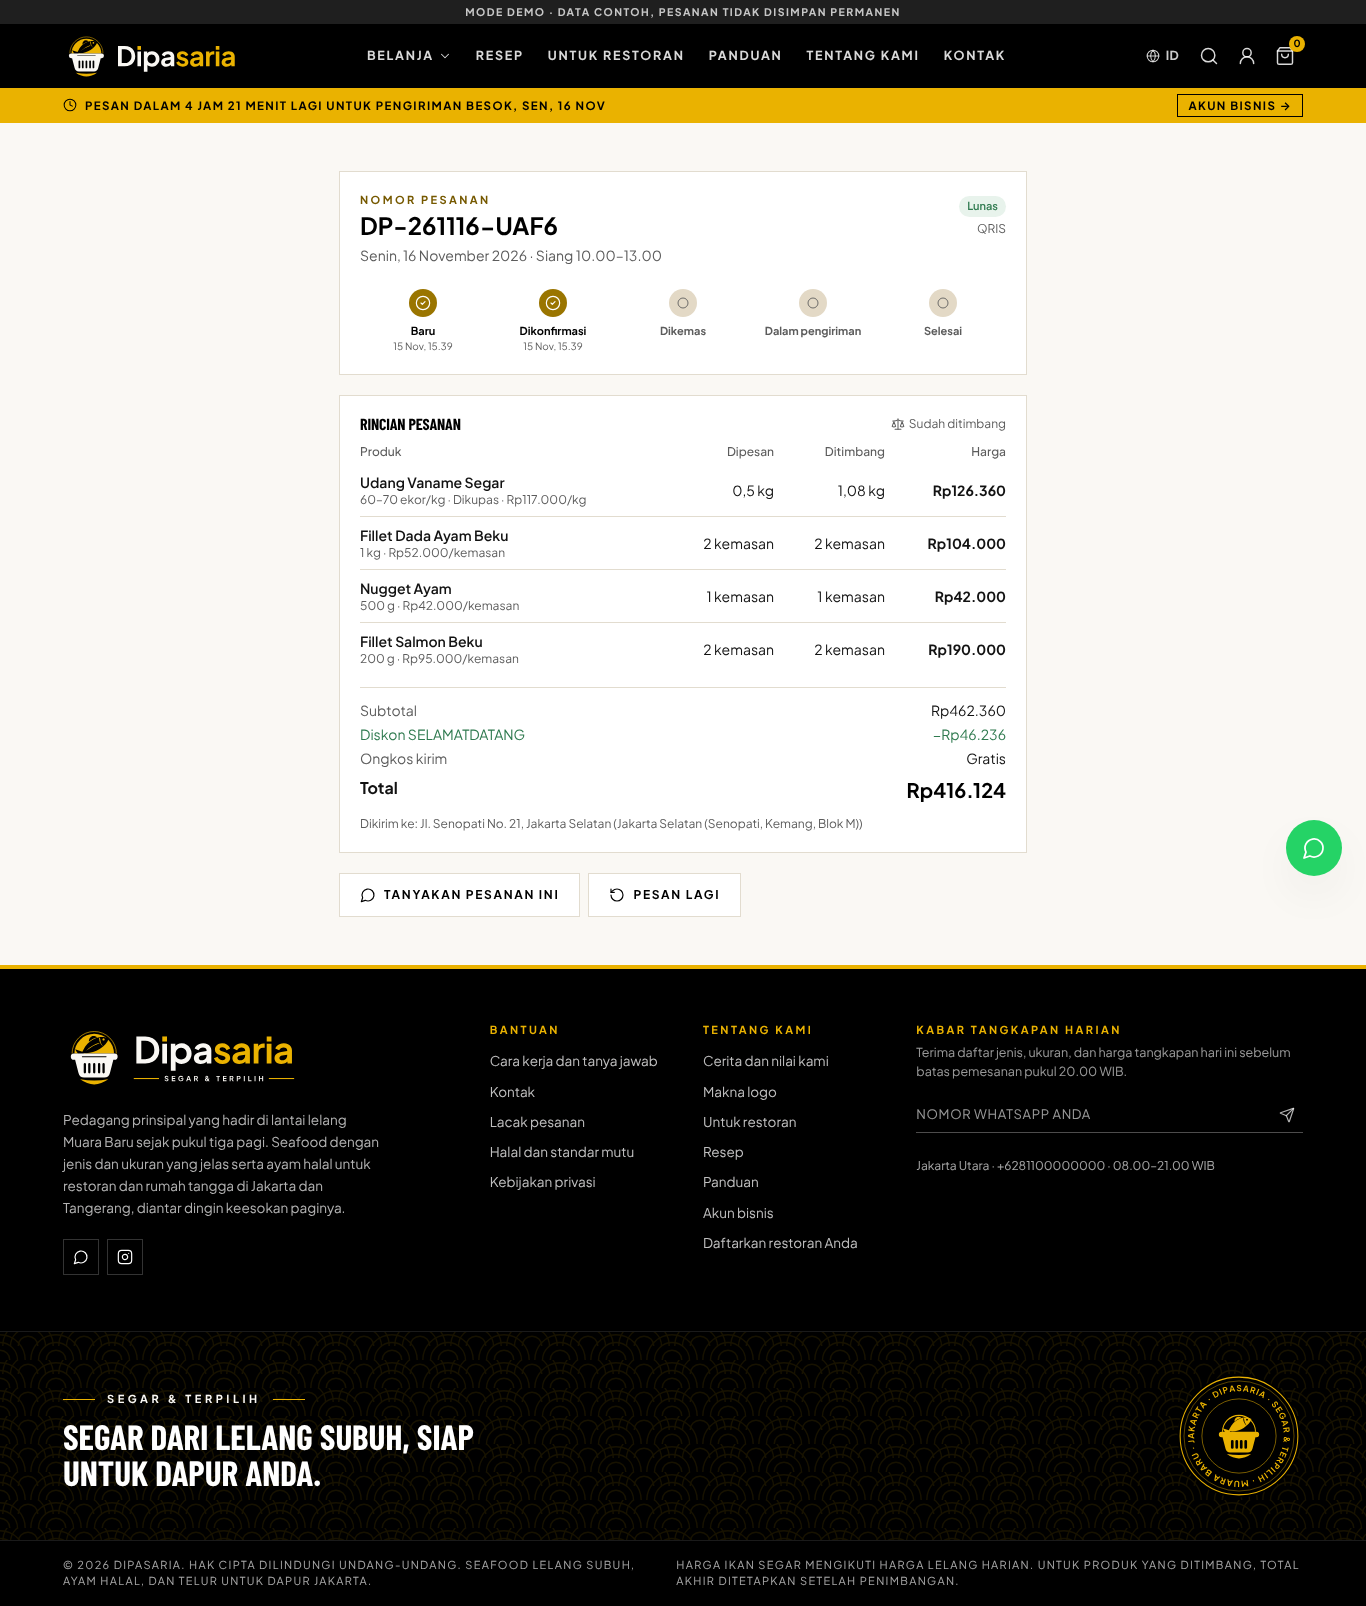 MODE DEMO · DATA CONTOH, PESANAN TIDAK DISIMPAN PERMANEN
Dipasaria
BELANJA
RESEP
UNTUK RESTORAN
PANDUAN
TENTANG KAMI
KONTAK
ID
0
PESAN DALAM 4 JAM 21 MENIT LAGI UNTUK PENGIRIMAN BESOK, SEN, 16 NOV
AKUN BISNIS →
NOMOR PESANAN
Lunas
DP-261116-UAF6
QRIS
Senin, 16 November 2026 · Siang 10.00–13.00
Baru
Dikonfirmasi
Dikemas
Dalam pengiriman
Selesai
15 Nov, 15.39
15 Nov, 15.39
RINCIAN PESANAN
Sudah ditimbang
Produk
Dipesan
Ditimbang
Harga
Udang Vaname Segar
60–70 ekor/kg · Dikupas · Rp117.000/kg
0,5 kg
1,08 kg
Rp126.360
Fillet Dada Ayam Beku
1 kg · Rp52.000/kemasan
2 kemasan
2 kemasan
Rp104.000
Nugget Ayam
500 g · Rp42.000/kemasan
1 kemasan
1 kemasan
Rp42.000
Fillet Salmon Beku
200 g · Rp95.000/kemasan
2 kemasan
2 kemasan
Rp190.000
Subtotal
Rp462.360
Diskon SELAMATDATANG
−Rp46.236
Ongkos kirim
Gratis
Total
Rp416.124
Dikirim ke: Jl. Senopati No. 21, Jakarta Selatan (Jakarta Selatan (Senopati, Kemang, Blok M))
TANYAKAN PESANAN INI
PESAN LAGI
Dipasaria
SEGAR & TERPILIH
Pedagang prinsipal yang hadir di lantai lelang
Muara Baru sejak pukul tiga pagi. Seafood dengan
jenis dan ukuran yang jelas serta ayam halal untuk
restoran dan rumah tangga di Jakarta dan
Tangerang, diantar dingin keesokan paginya.
BANTUAN
Cara kerja dan tanya jawab
Kontak
Lacak pesanan
Halal dan standar mutu
Kebijakan privasi
TENTANG KAMI
Cerita dan nilai kami
Makna logo
Untuk restoran
Resep
Panduan
Akun bisnis
Daftarkan restoran Anda
KABAR TANGKAPAN HARIAN
Terima daftar jenis, ukuran, dan harga tangkapan hari ini sebelum
batas pemesanan pukul 20.00 WIB.
NOMOR WHATSAPP ANDA
Jakarta Utara · +6281100000000 · 08.00–21.00 WIB
SEGAR & TERPILIH
SEGAR DARI LELANG SUBUH, SIAP
UNTUK DAPUR ANDA.
DIPASARIA · SEGAR & TERPILIH · MUARA BARU · JAKARTA ·
© 2026 DIPASARIA. HAK CIPTA DILINDUNGI UNDANG-UNDANG. SEAFOOD LELANG SUBUH,
AYAM HALAL, DAN TELUR UNTUK DAPUR JAKARTA.
HARGA IKAN SEGAR MENGIKUTI HARGA LELANG HARIAN. UNTUK PRODUK YANG DITIMBANG, TOTAL
AKHIR DITETAPKAN SETELAH PENIMBANGAN.